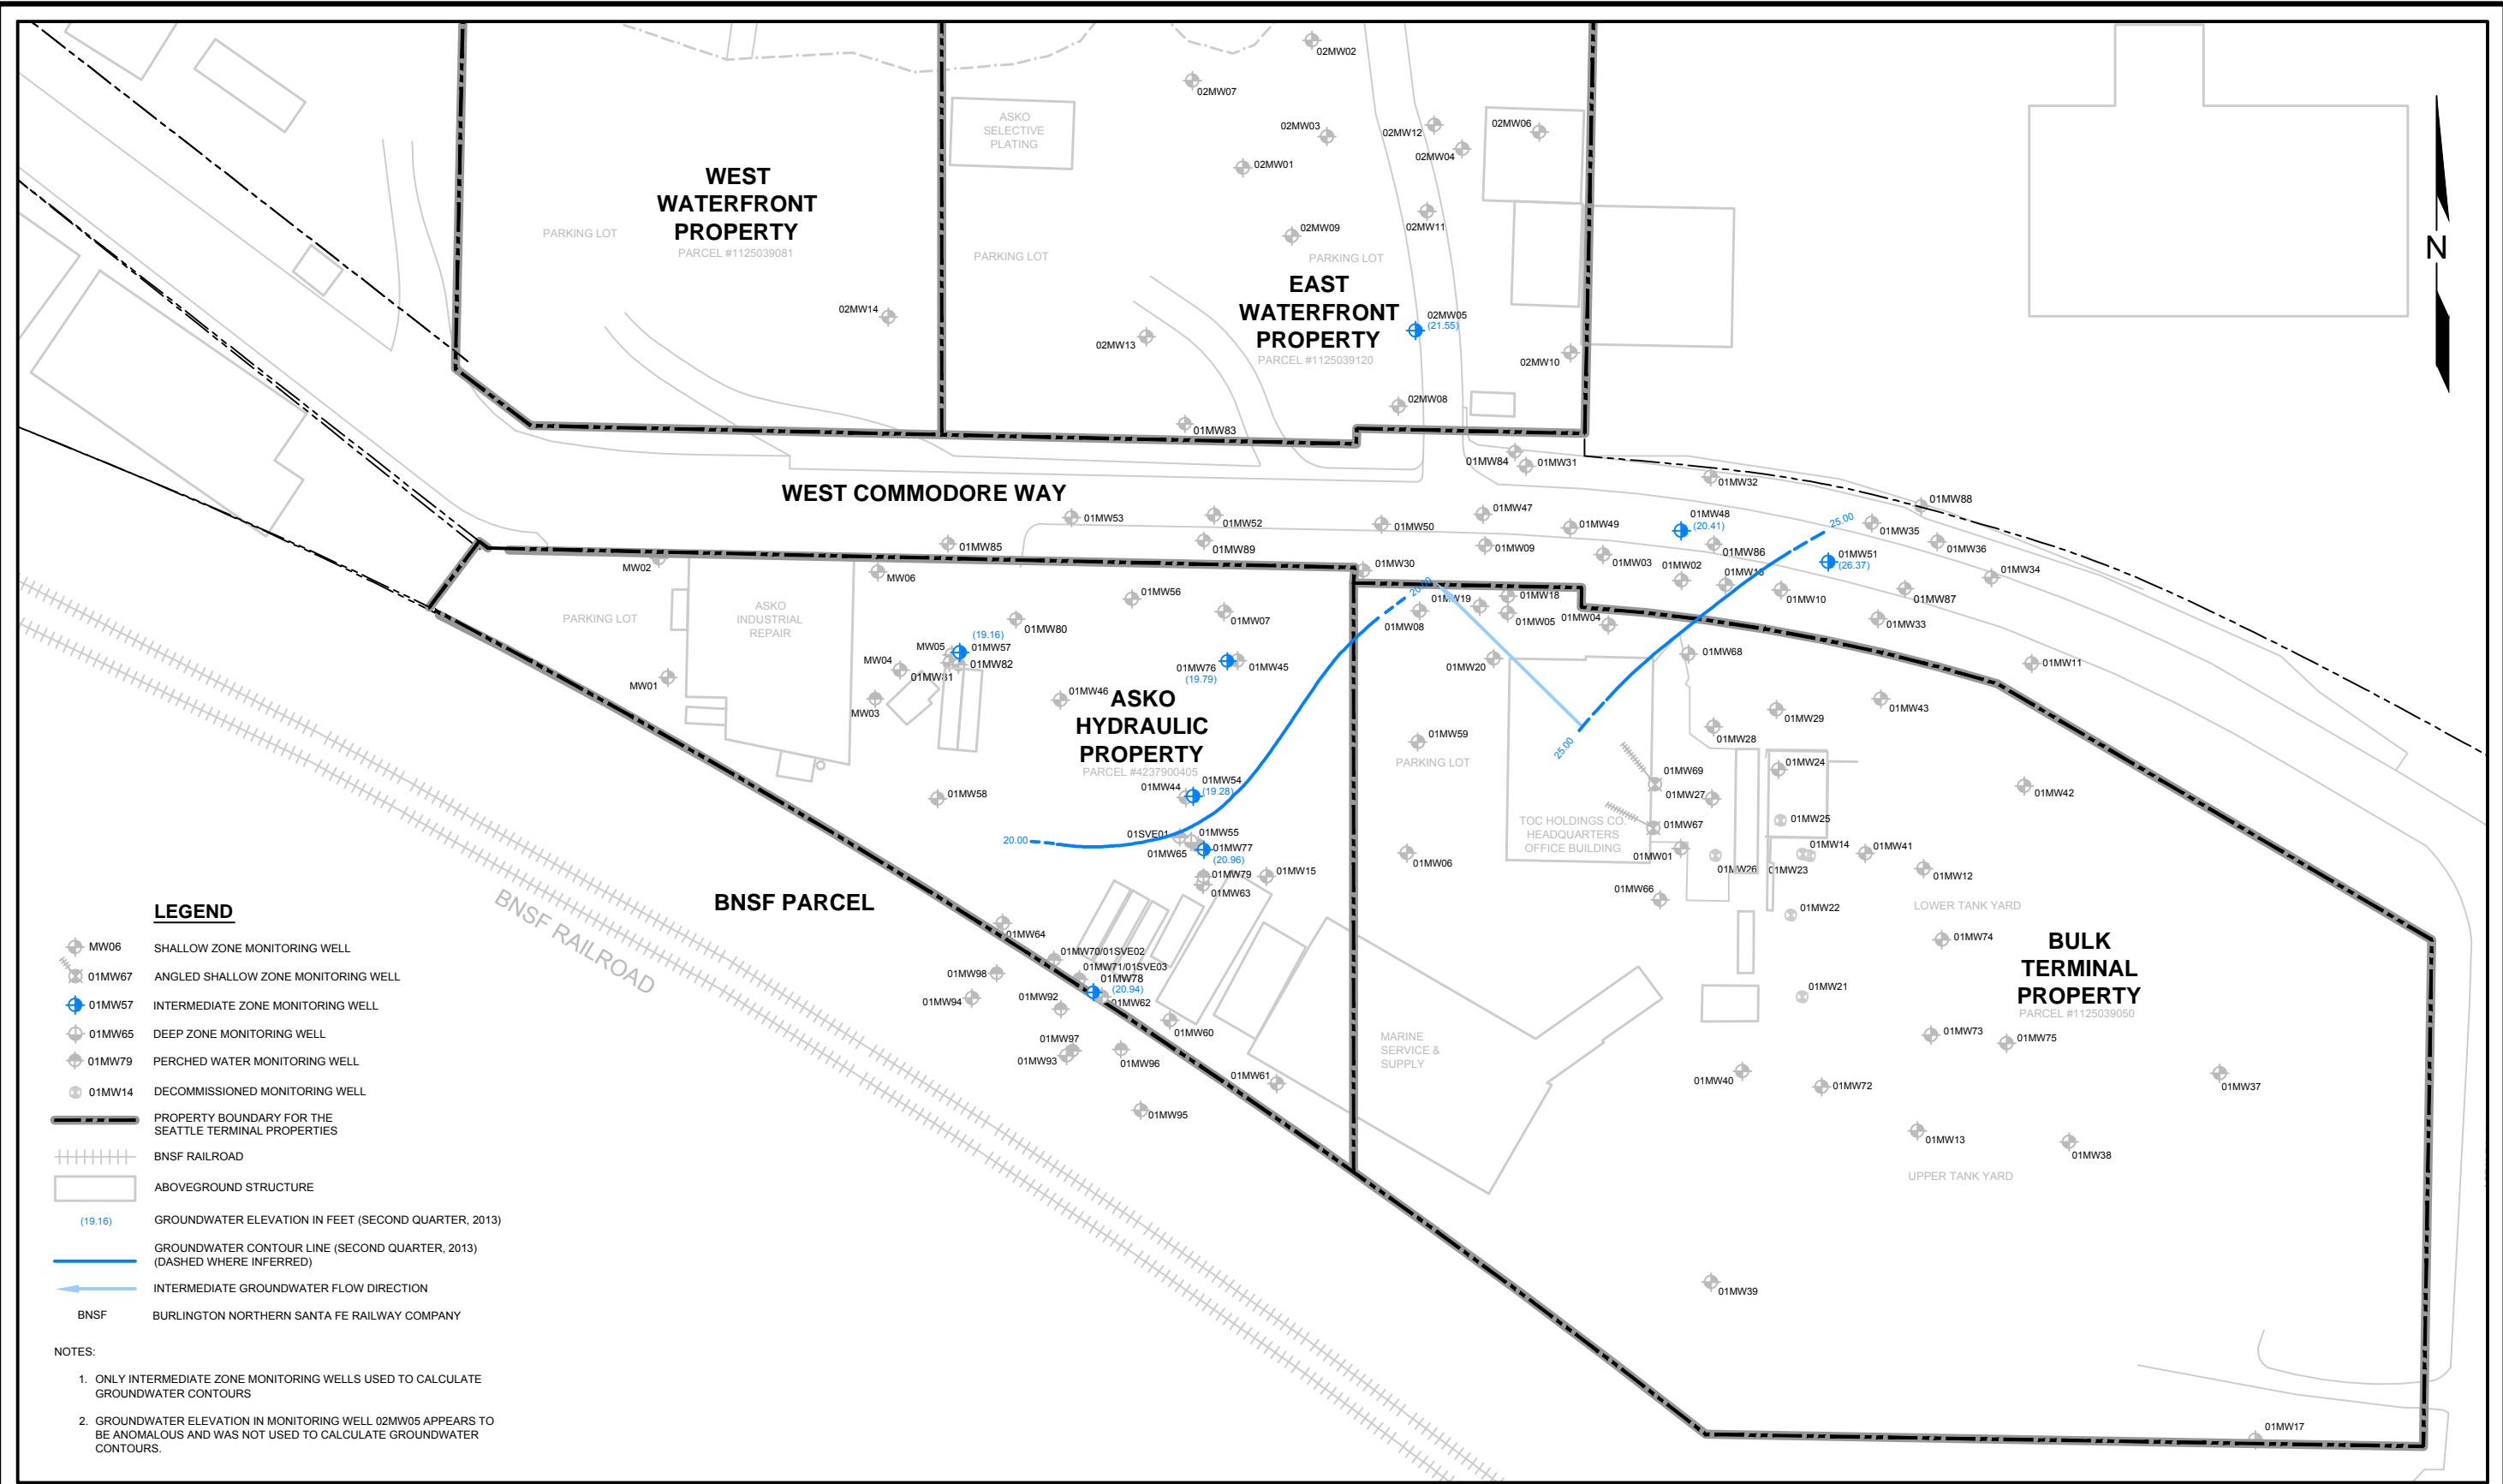 02MW02
02MW07
ASKO
SELECTIVE
PLATING
02MW03
02MW12
02MW06
02MW04
02MW01
WEST
WATERFRONT
PROPERTY
PARCEL #1125039081
PARKING LOT
02MW09
02MW11
PARKING LOT
PARKING LOT
N
EAST
WATERFRONT
PROPERTY
PARCEL #1125039120
02MW14
02MW13
02MW05
(21.55)
02MW10
02MW08
01MW83
01MW84
01MW31
01MW32
WEST COMMODORE WAY
01MW88
01MW53
01MW52
01MW50
01MW47
01MW49
01MW48
(20.41)
25.00
01MW35
01MW36
01MW85
01MW89
01MW09
01MW03
01MW86
01MW51
(26.37)
MW02
MW06
01MW30
01MW02
01MW16
01MW10
01MW87
01MW34
PARKING LOT
ASKO
INDUSTRIAL
REPAIR
01MW56
01MW07
20.00
01MW19
01MW18
01MW08
01MW05
01MW04
01MW33
01MW80
(19.16)
MW05
01MW57
01MW82
MW04
01MW81
01MW76
(19.79)
01MW45
01MW20
01MW68
01MW11
MW01
MW03
01MW46
01MW43
01MW29
01MW28
ASKO
HYDRAULIC
PROPERTY
PARCEL #4237900405
01MW59
PARKING LOT
25.00
01MW69
01MW24
01MW27
01MW42
01MW58
01MW44
01MW54
(19.28)
TOC HOLDINGS CO.
HEADQUARTERS
OFFICE BUILDING
01MW67
01MW25
20.00
01SVE01
01MW55
01MW65
01MW77
(20.96)
01MW06
01MW01
01MW26
01MW23
01MW14
01MW41
01MW12
01MW79
01MW63
01MW15
01MW66
01MW22
LOWER TANK YARD
BNSF PARCEL
BNSF RAILROAD
01MW64
01MW74
BULK
TERMINAL
PROPERTY
PARCEL #1125039050
01MW70/01SVE02
01MW71/01SVE03
01MW98
01MW78
(20.94)
01MW94
01MW92
01MW62
01MW21
01MW60
MARINE
SERVICE &
SUPPLY
01MW73
01MW75
01MW97
01MW93
01MW96
01MW61
01MW40
01MW72
01MW37
01MW95
01MW13
01MW38
UPPER TANK YARD
01MW39
01MW17
LEGEND
MW06 SHALLOW ZONE MONITORING WELL
01MW67 ANGLED SHALLOW ZONE MONITORING WELL
01MW57 INTERMEDIATE ZONE MONITORING WELL
01MW65 DEEP ZONE MONITORING WELL
01MW79 PERCHED WATER MONITORING WELL
01MW14 DECOMMISSIONED MONITORING WELL
PROPERTY BOUNDARY FOR THE
SEATTLE TERMINAL PROPERTIES
BNSF RAILROAD
ABOVEGROUND STRUCTURE
(19.16) GROUNDWATER ELEVATION IN FEET (SECOND QUARTER, 2013)
GROUNDWATER CONTOUR LINE (SECOND QUARTER, 2013)
(DASHED WHERE INFERRED)
INTERMEDIATE GROUNDWATER FLOW DIRECTION
BNSF BURLINGTON NORTHERN SANTA FE RAILWAY COMPANY
NOTES:
1. ONLY INTERMEDIATE ZONE MONITORING WELLS USED TO CALCULATE
GROUNDWATER CONTOURS
2. GROUNDWATER ELEVATION IN MONITORING WELL 02MW05 APPEARS TO
BE ANOMALOUS AND WAS NOT USED TO CALCULATE GROUNDWATER
CONTOURS.